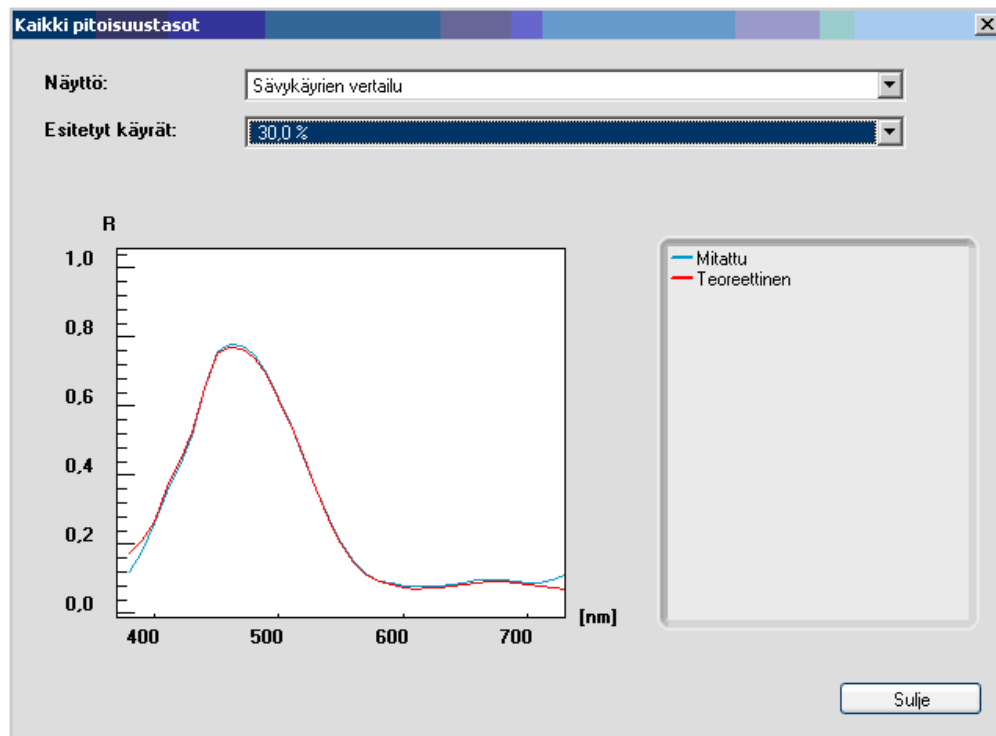 Kaikki pitoisuustasot
Näyttö:
Sävykäyrien vertailu
Esitetyt käyrät:
30,0 %
R
1,0
0,8
0,6
0,4
0,2
0,0
400 500 600 700
[nm]
Mitattu
Teoreettinen
Sulje